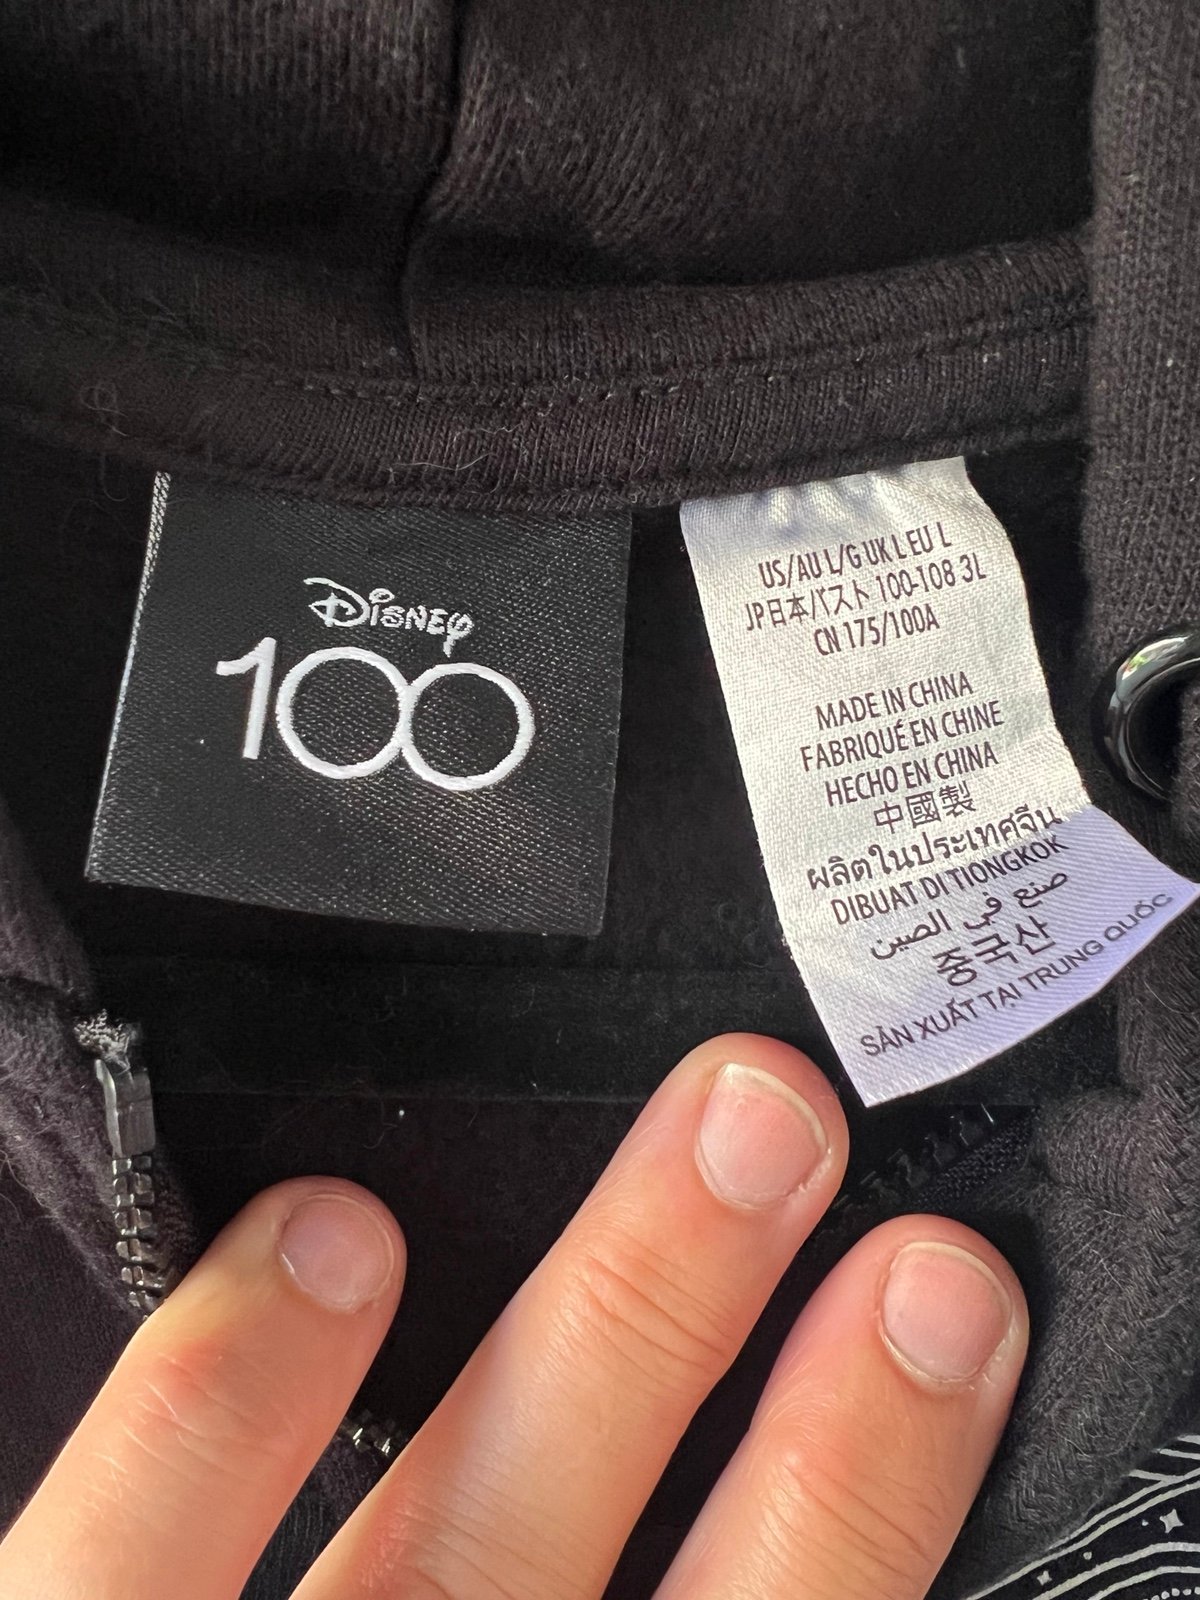 Disney
100
US/AU L/G UK L EU L
JP日本/バスト 100-108 3L
CN 175/100A
MADE IN CHINA
FABRIQUÉ EN CHINE
HECHO EN CHINA
中國製
ผลิตในประเทศจีน
DIBUAT DI TIONGKOK
صنع في الصين
중국산
SẢN XUẤT TẠI TRUNG QUỐC